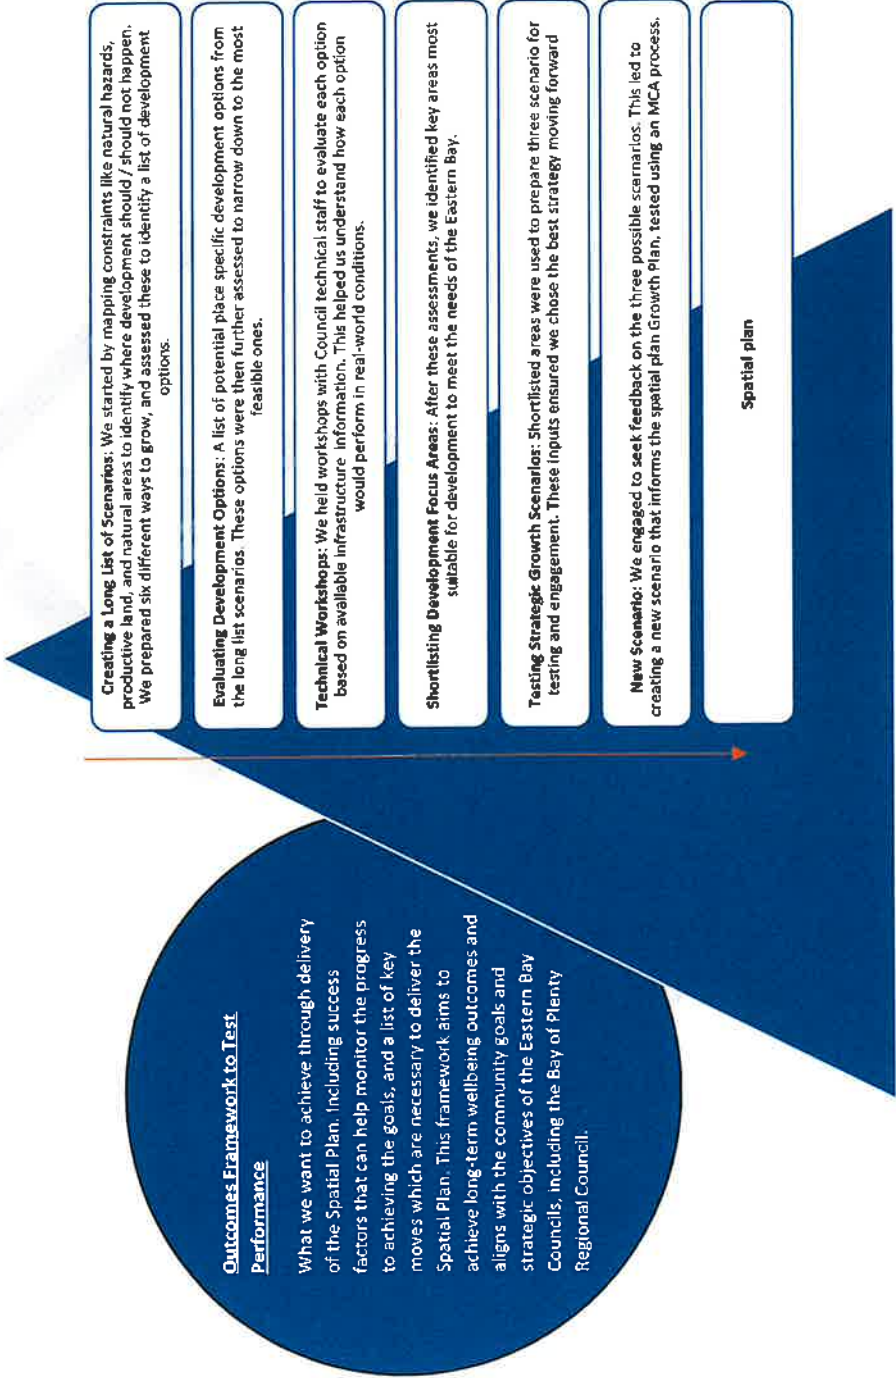 Outcomes Framework to Test
Performance
What we want to achieve through delivery
of the Spatial Plan. Including success
factors that can help monitor the progress
to achieving the goals, and a list of key
moves which are necessary to deliver the
Spatial Plan. This framework aims to
achieve long-term wellbeing outcomes and
aligns with the community goals and
strategic objectives of the Eastern Bay
Councils, including the Bay of Plenty
Regional Council.
Creating a Long List of Scenarios: We started by mapping constraints like natural hazards,
productive land, and natural areas to identify where development should / should not happen.
We prepared six different ways to grow, and assessed these to identify a list of development
options.
Evaluating Development Options: A list of potential place specific development options from
the long list scenarios. These options were then further assessed to narrow down to the most
feasible ones.
Technical Workshops: We held workshops with Council technical staff to evaluate each option
based on available infrastructure information. This helped us understand how each option
would perform in real-world conditions.
Shortlisting Development Focus Areas: After these assessments, we identified key areas most
suitable for development to meet the needs of the Eastern Bay.
Testing Strategic Growth Scenarios: Shortlisted areas were used to prepare three scenario for
testing and engagement. These inputs ensured we chose the best strategy moving forward
New Scenario: We engaged to seek feedback on the three possible scernarios. This led to
creating a new scenario that informs the spatial plan Growth Plan, tested using an MCA process.
Spatial plan